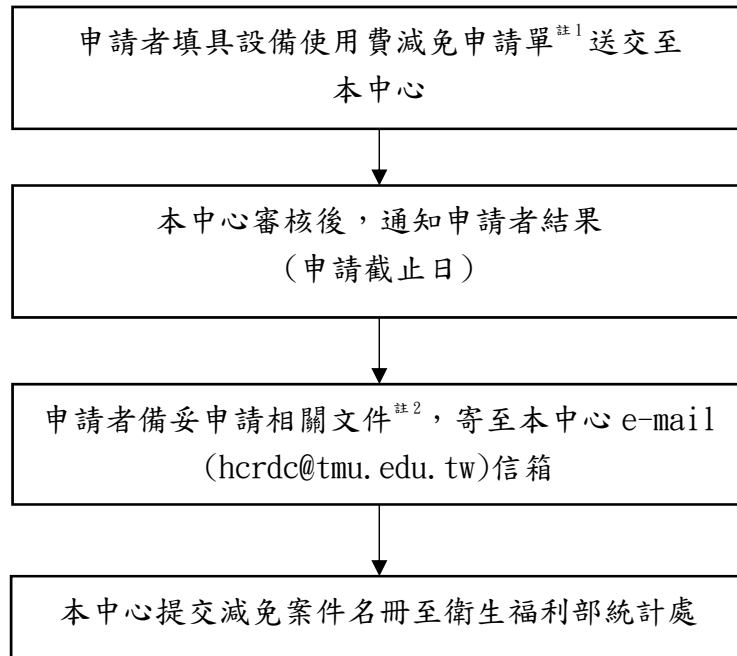 申請者填具設備使用費減免申請單註1送交至
本中心
本中心審核後，通知申請者結果
(申請截止日)
申請者備妥申請相關文件註2，寄至本中心 e-mail
(hcrdc@tmu.edu.tw)信箱
本中心提交減免案件名冊至衛生福利部統計處